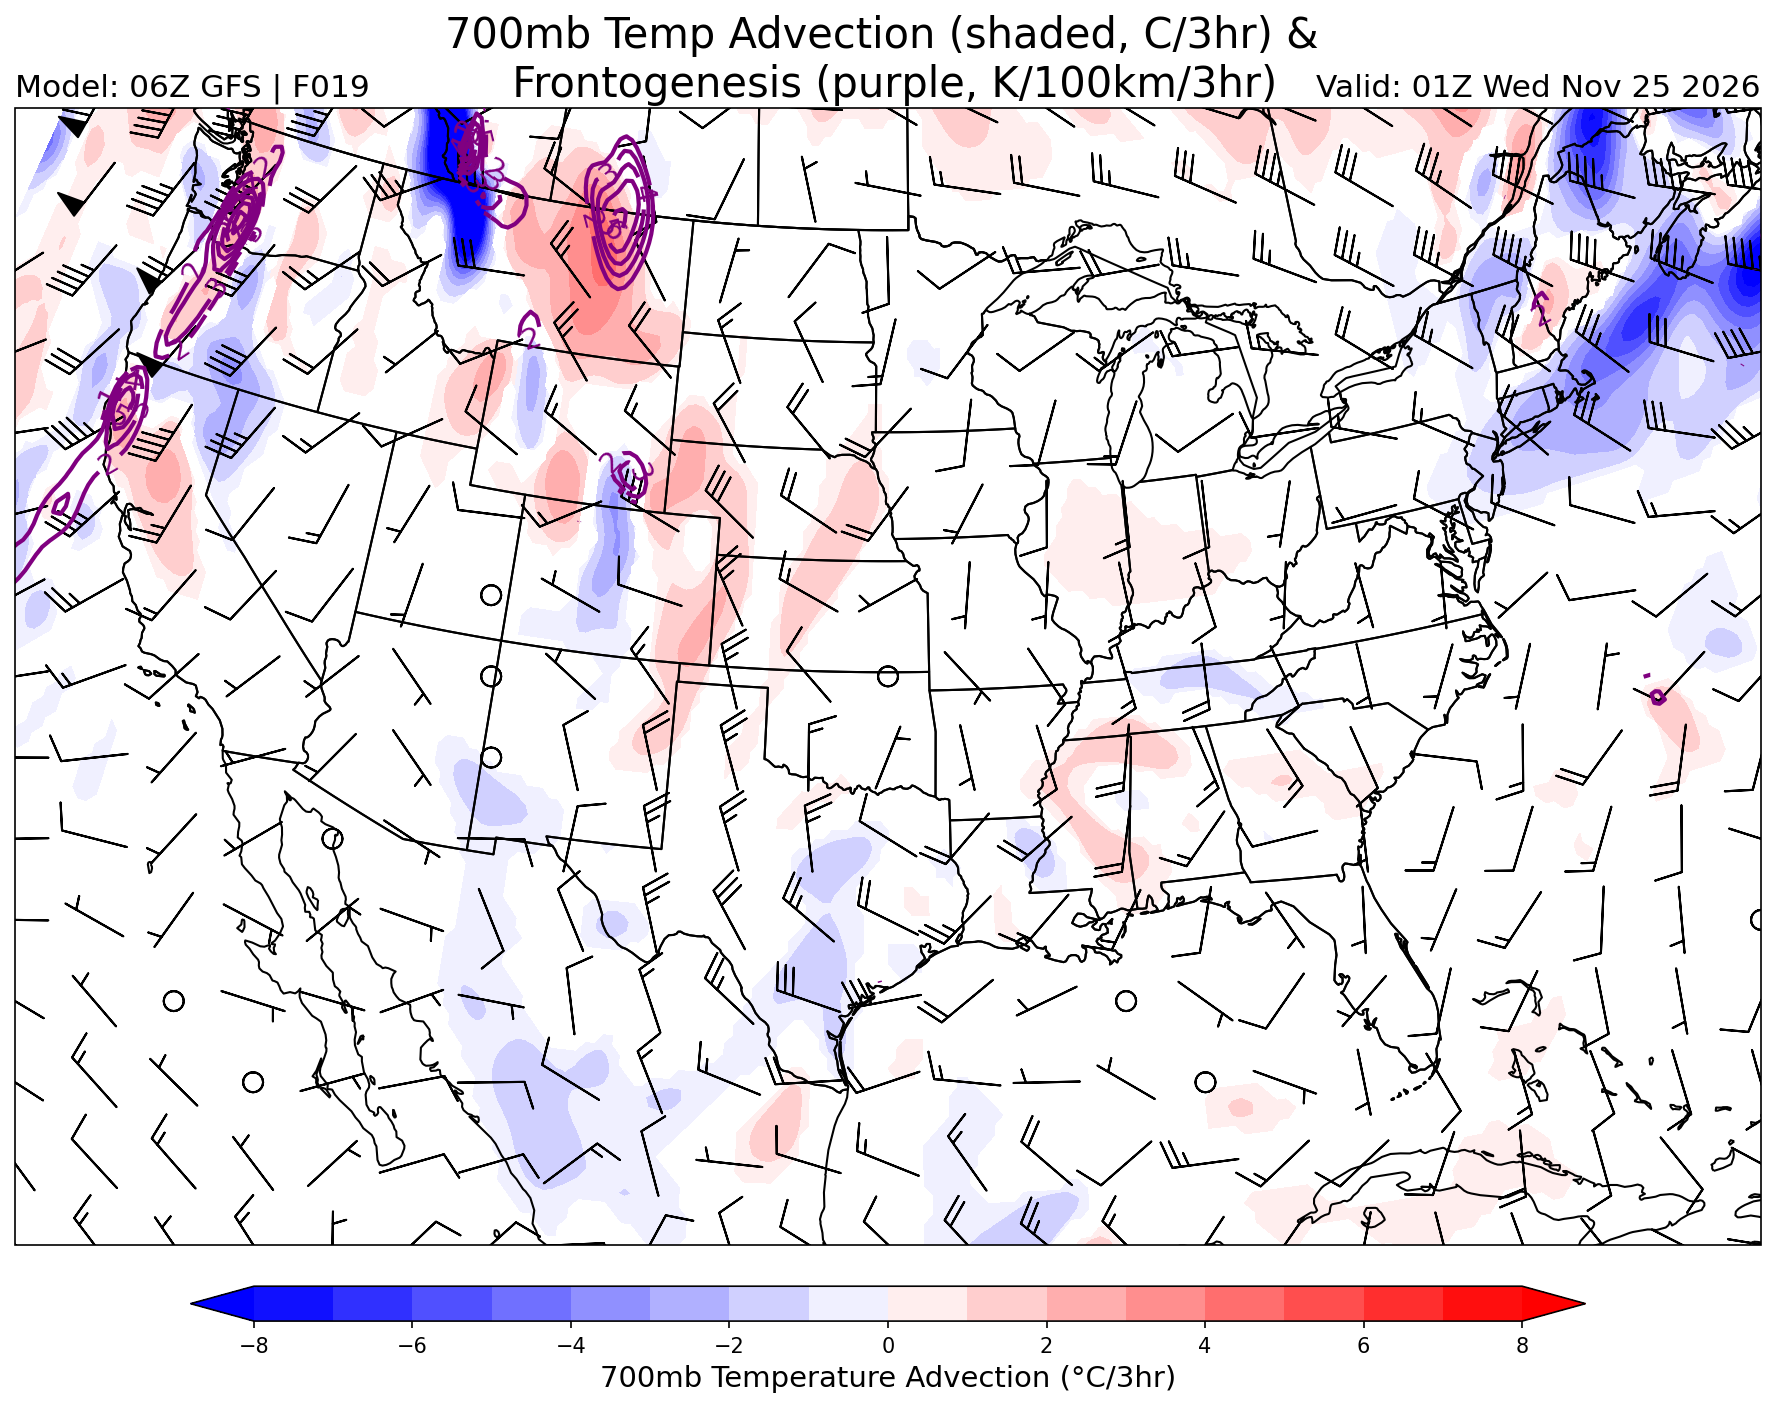 700mb Temp Advection (shaded, C/3hr) &
Model: 06Z GFS | F019
Frontogenesis (purple, K/100km/3hr)
Valid: 01Z Wed Nov 25 2026
−8 −6 −4 −2 0 2 4 6 8
700mb Temperature Advection (°C/3hr)